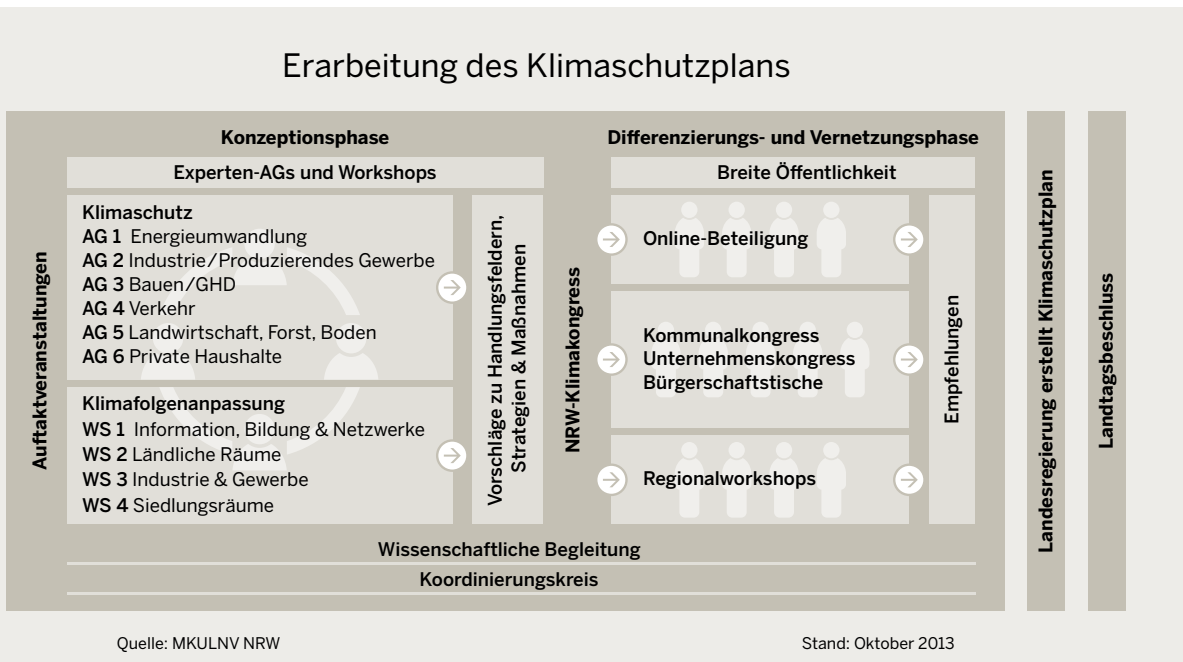 Erarbeitung des Klimaschutzplans
Auftaktveranstaltungen
Konzeptionsphase
Experten-AGs und Workshops
Klimaschutz
AG 1 Energieumwandlung
AG 2 Industrie/Produzierendes Gewerbe
AG 3 Bauen/GHD
AG 4 Verkehr
AG 5 Landwirtschaft, Forst, Boden
AG 6 Private Haushalte
Klimafolgenanpassung
WS 1 Information, Bildung & Netzwerke
WS 2 Ländliche Räume
WS 3 Industrie & Gewerbe
WS 4 Siedlungsräume
Vorschläge zu Handlungsfeldern,
Strategien & Maßnahmen
NRW-Klimakongress
Differenzierungs- und Vernetzungsphase
Breite Öffentlichkeit
Online-Beteiligung
Kommunalkongress
Unternehmenskongress
Bürgerschaftstische
Regionalworkshops
Empfehlungen
Wissenschaftliche Begleitung
Koordinierungskreis
Landesregierung erstellt Klimaschutzplan
Landtagsbeschluss
Quelle: MKULNV NRW
Stand: Oktober 2013